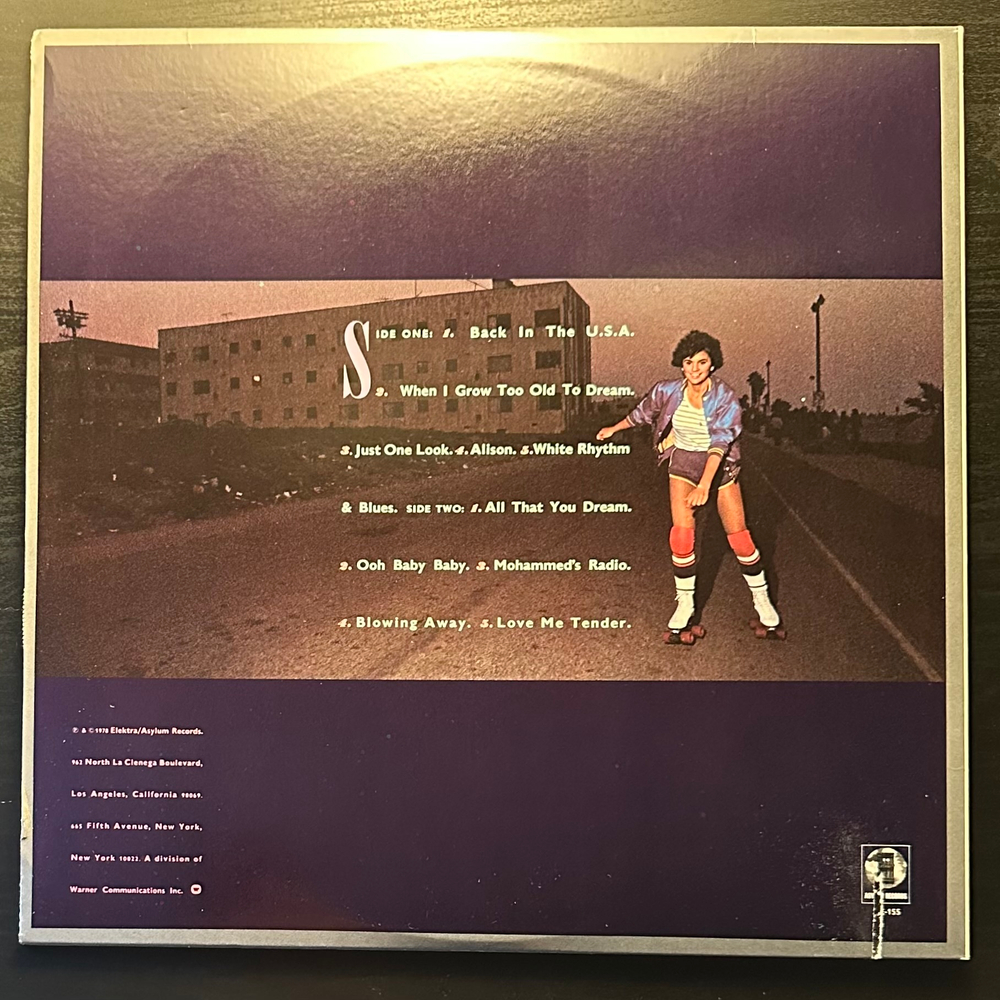 SIDE ONE: 1. Back In The U.S.A.
2. When I Grow Too Old To Dream.
3. Just One Look. 4. Alison. 5. White Rhythm
& Blues. SIDE TWO: 1. All That You Dream.
2. Ooh Baby Baby. 3. Mohammed's Radio.
4. Blowing Away. 5. Love Me Tender.
℗ & © 1978 Elektra/Asylum Records.
962 North La Cienega Boulevard,
Los Angeles, California 90069.
665 Fifth Avenue, New York,
New York 10022. A division of
Warner Communications Inc.
-155